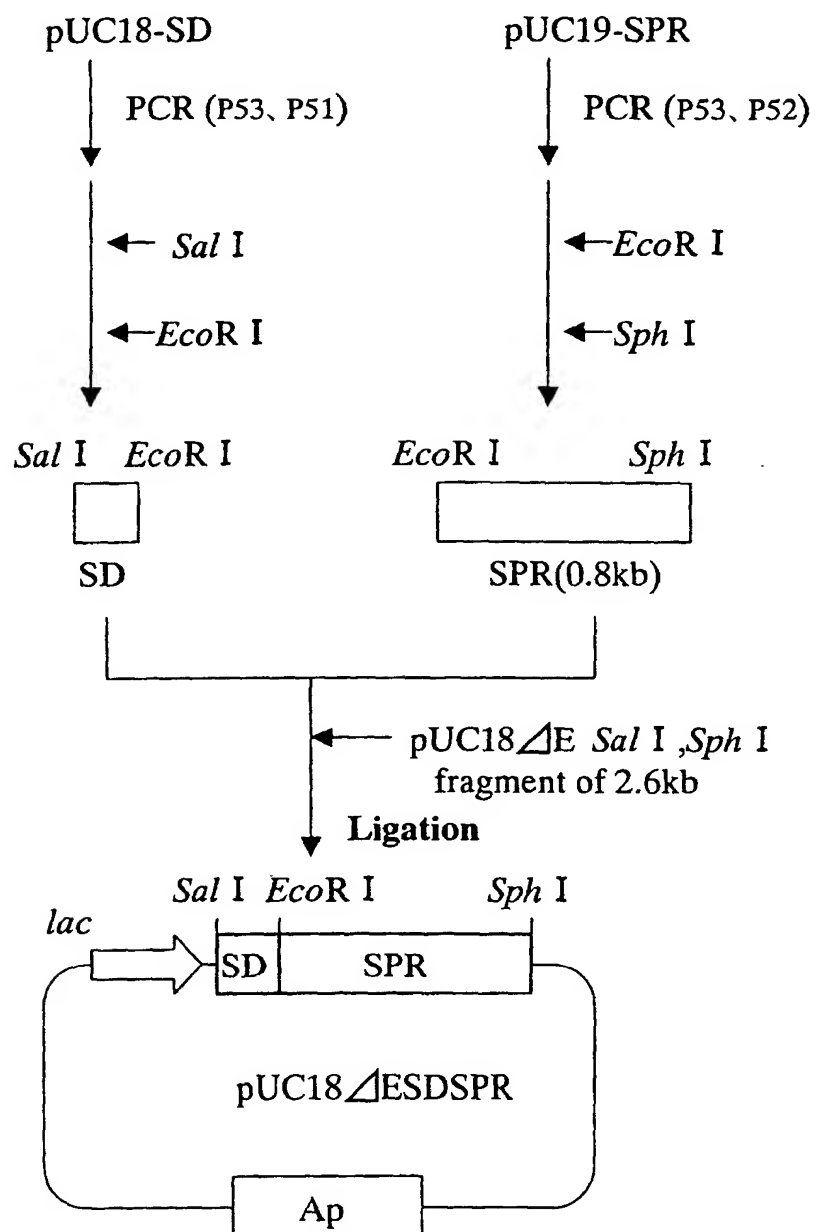 pUC18-SD
pUC19-SPR
PCR (P53、P51)
PCR (P53、P52)
Sal I
EcoR I
EcoR I
Sph I
Sal I EcoR I
EcoR I Sph I
SD
SPR(0.8kb)
pUC18⊿E Sal I ,Sph I
fragment of 2.6kb
Ligation
Sal I EcoR I Sph I
lac
SD SPR
pUC18⊿ESDSPR
Ap